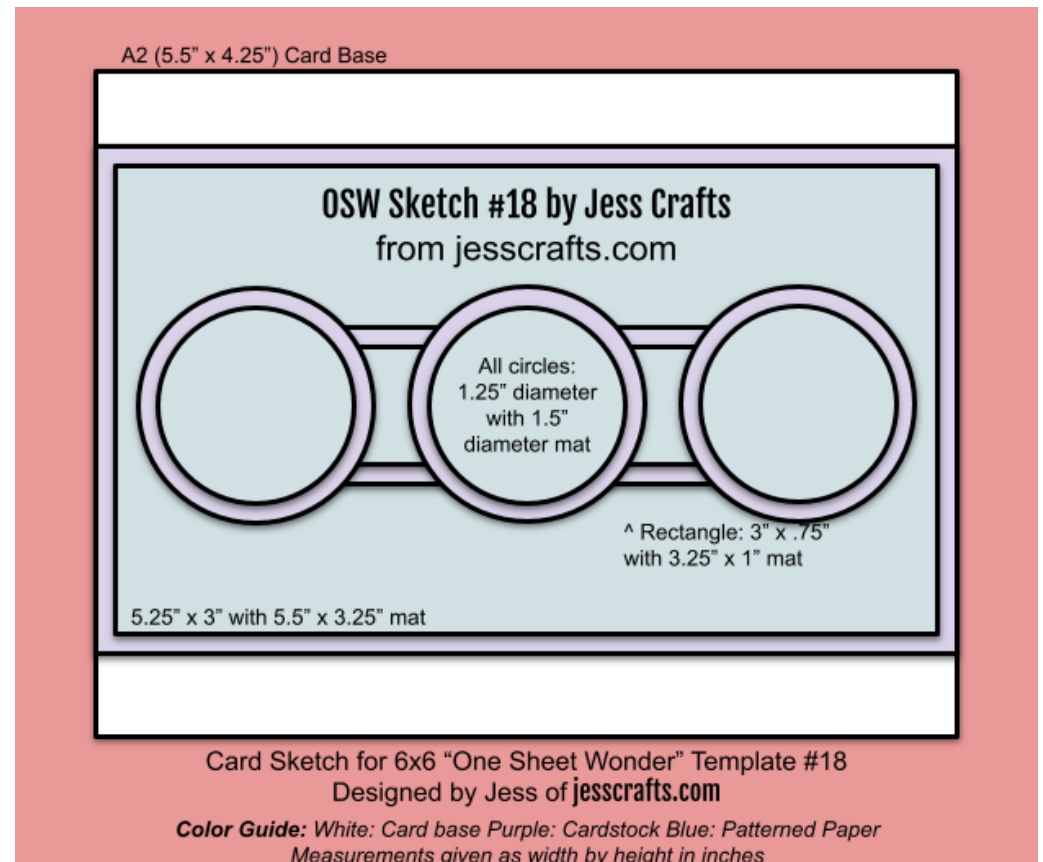 A2 (5.5” x 4.25”) Card Base
OSW Sketch #18 by Jess Crafts
from jesscrafts.com
All circles:
1.25” diameter
with 1.5”
diameter mat
^ Rectangle: 3” x .75”
with 3.25” x 1” mat
5.25” x 3” with 5.5” x 3.25” mat
Card Sketch for 6x6 “One Sheet Wonder” Template #18
Designed by Jess of jesscrafts.com
Color Guide: White: Card base Purple: Cardstock Blue: Patterned Paper
Measurements given as width by height in inches